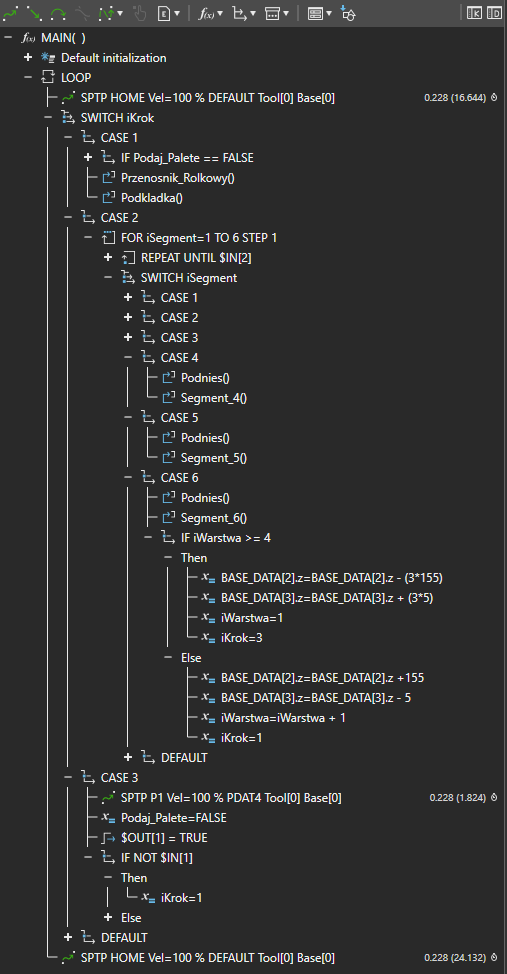 f(x)
E
K
D
f(x) MAIN( )
Default initialization
LOOP
SPTP HOME Vel=100 % DEFAULT Tool[0] Base[0] 0.228 (16.644)
SWITCH iKrok
CASE 1
IF Podaj_Palete == FALSE
Przenosnik_Rolkowy()
Podkladka()
CASE 2
FOR iSegment=1 TO 6 STEP 1
REPEAT UNTIL $IN[2]
SWITCH iSegment
CASE 1
CASE 2
CASE 3
CASE 4
Podnies()
Segment_4()
CASE 5
Podnies()
Segment_5()
CASE 6
Podnies()
Segment_6()
IF iWarstwa >= 4
Then
x= BASE_DATA[2].z=BASE_DATA[2].z - (3*155)
x= BASE_DATA[3].z=BASE_DATA[3].z + (3*5)
x= iWarstwa=1
x= iKrok=3
Else
x= BASE_DATA[2].z=BASE_DATA[2].z +155
x= BASE_DATA[3].z=BASE_DATA[3].z - 5
x= iWarstwa=iWarstwa + 1
x= iKrok=1
DEFAULT
CASE 3
SPTP P1 Vel=100 % PDAT4 Tool[0] Base[0] 0.228 (1.824)
x= Podaj_Palete=FALSE
$OUT[1] = TRUE
IF NOT $IN[1]
Then
x= iKrok=1
Else
DEFAULT
SPTP HOME Vel=100 % DEFAULT Tool[0] Base[0] 0.228 (24.132)